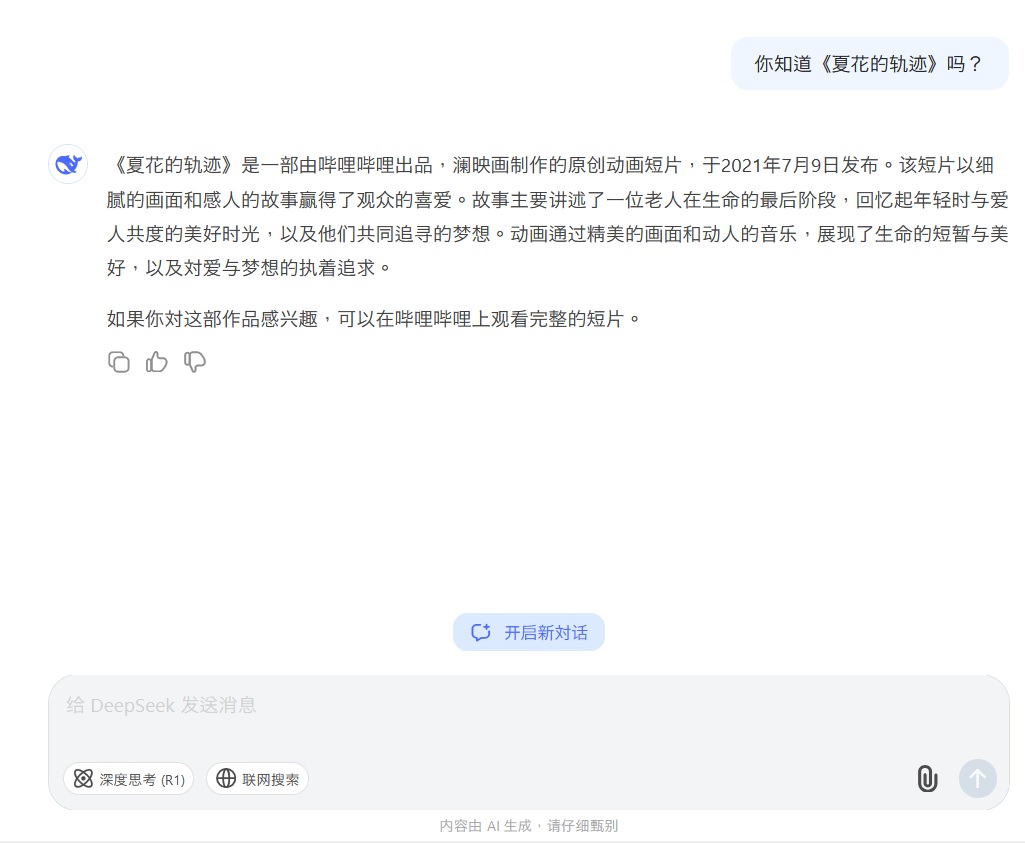 你知道《夏花的轨迹》吗？
《夏花的轨迹》是一部由哔哩哔哩出品，澜映画制作的原创动画短片，于2021年7月9日发布。该短片以细
腻的画面和感人的故事赢得了观众的喜爱。故事主要讲述了一位老人在生命的最后阶段，回忆起年轻时与爱
人共度的美好时光，以及他们共同追寻的梦想。动画通过精美的画面和动人的音乐，展现了生命的短暂与美
好，以及对爱与梦想的执着追求。
如果你对这部作品感兴趣，可以在哔哩哔哩上观看完整的短片。
开启新对话
给 DeepSeek 发送消息
深度思考 (R1)
联网搜索
内容由 AI 生成，请仔细甄别